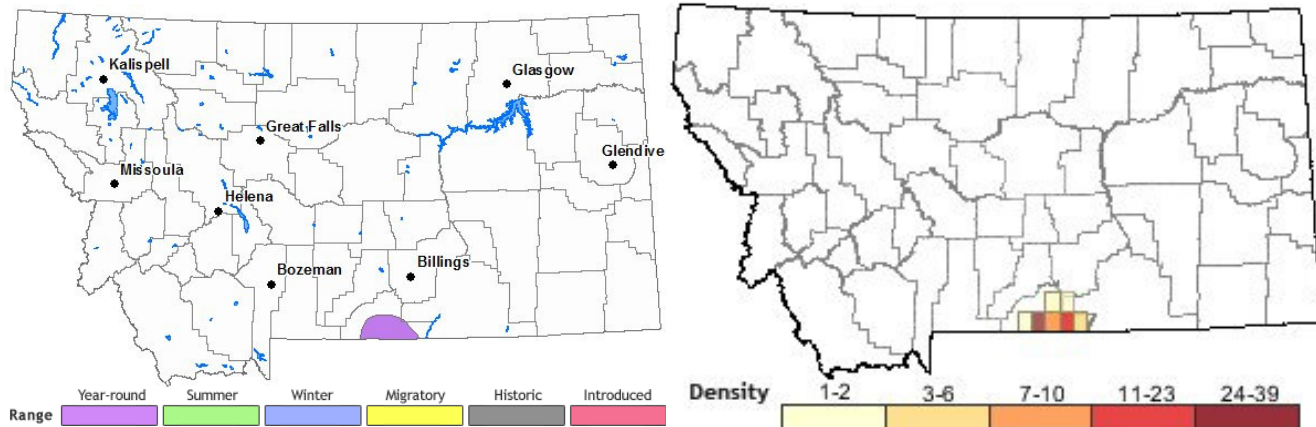 Kalispell
Glasgow
Great Falls
Glendive
Missoula
Helena
Bozeman
Billings
Range Year-round Summer Winter Migratory Historic Introduced
Density 1-2 3-6 7-10 11-23 24-39